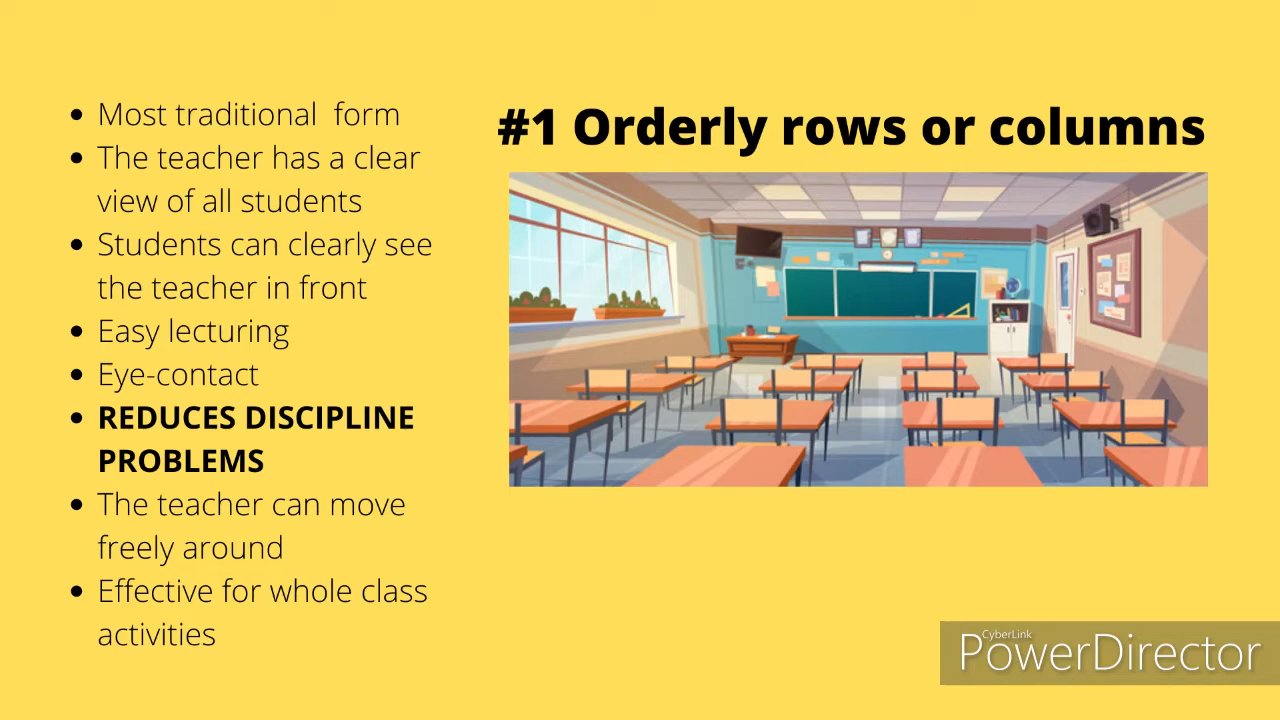 #1 Orderly rows or columns
• Most traditional  form
• The teacher has a clear
view of all students
• Students can clearly see
the teacher in front
• Easy lecturing
• Eye-contact
• REDUCES DISCIPLINE
PROBLEMS
• The teacher can move
freely around
• Effective for whole class
activities
CyberLink
PowerDirector